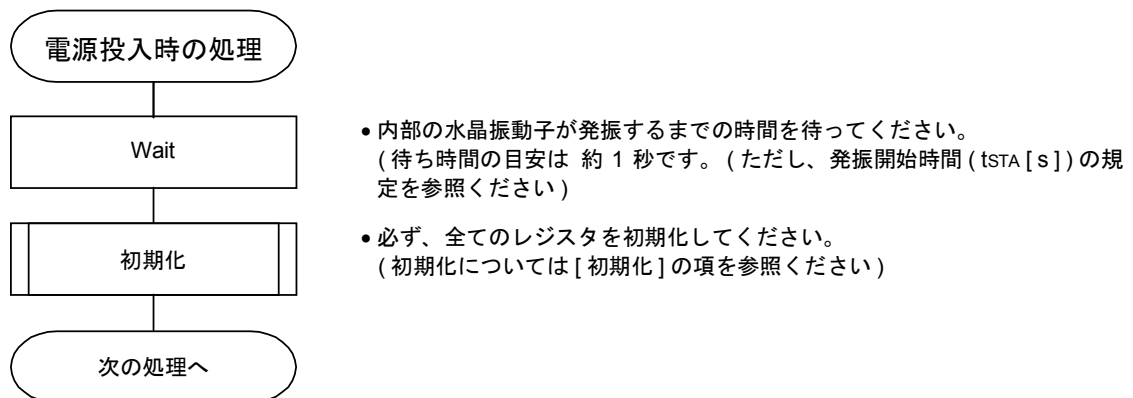 電源投入時の処理
Wait
• 内部の水晶振動子が発振するまでの時間を待ってください。
( 待ち時間の目安は 約 1 秒です。 ( ただし、発振開始時間 ( tSTA [ s ] ) の規
定を参照ください )
初期化
• 必ず、全てのレジスタを初期化してください。
( 初期化については [ 初期化 ] の項を参照ください )
次の処理へ